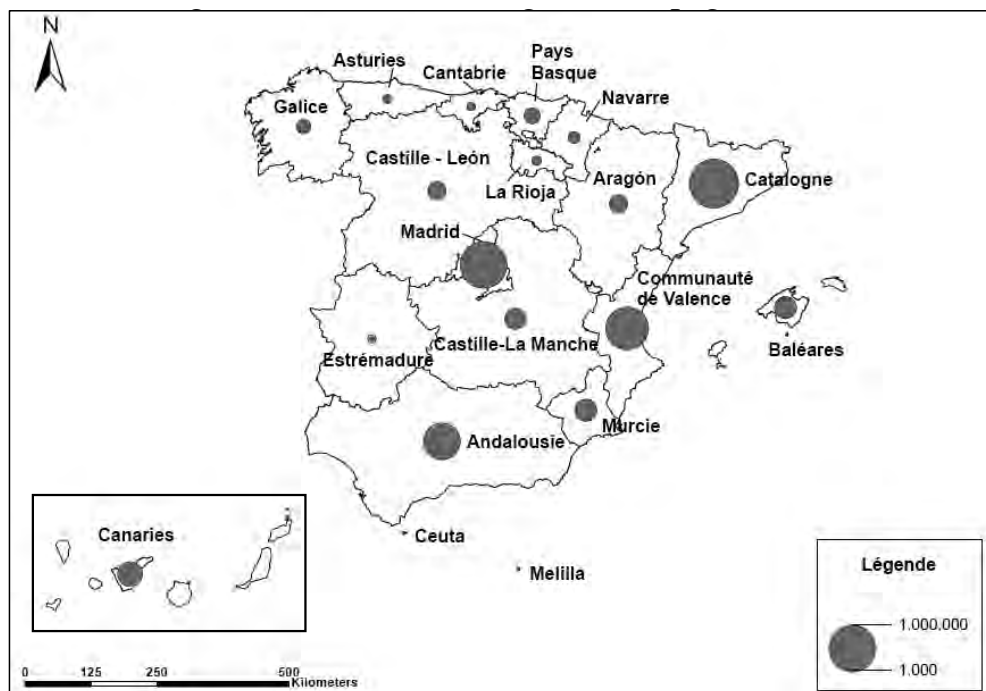 N
Asturies
Cantabrie
Pays
Basque
Navarre
Galice
Castille - León
La Rioja
Aragón
Catalogne
Madrid
Communauté
de Valence
Estrémadure
Castille-La Manche
Baléares
Murcie
Andalousie
Ceuta
Melilla
Canaries
Légende
1.000.000
1.000
0 125 250 500
Kilometers